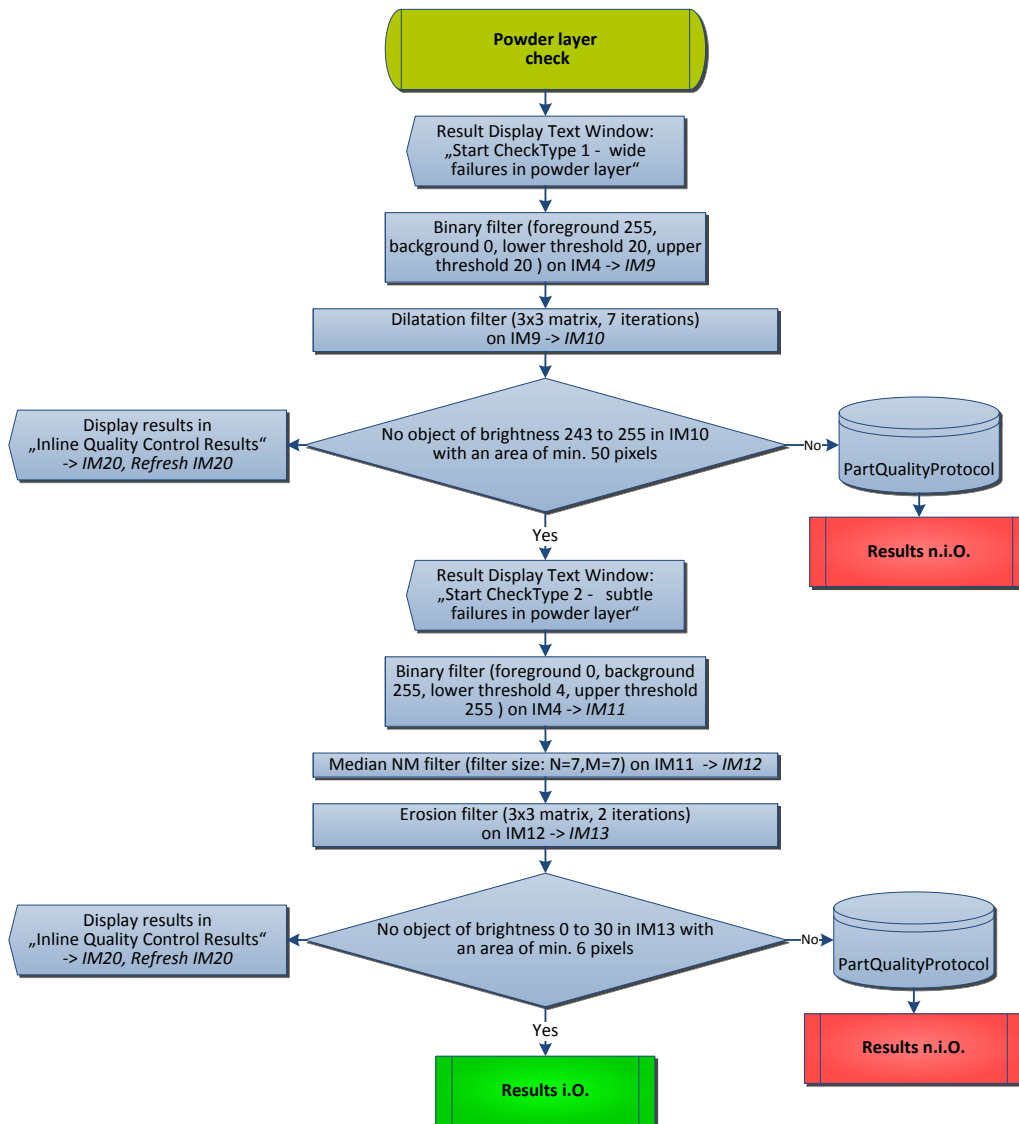 Powder layer
check
Result Display Text Window:
„Start CheckType 1 - wide
failures in powder layer“
Binary filter (foreground 255,
background 0, lower threshold 20, upper
threshold 20 ) on IM4 -> IM9
Dilatation filter (3x3 matrix, 7 iterations)
on IM9 -> IM10
Display results in
„Inline Quality Control Results“
-> IM20, Refresh IM20
No object of brightness 243 to 255 in IM10
with an area of min. 50 pixels
No
PartQualityProtocol
Results n.i.O.
Yes
Result Display Text Window:
„Start CheckType 2 - subtle
failures in powder layer“
Binary filter (foreground 0, background
255, lower threshold 4, upper threshold
255 ) on IM4 -> IM11
Median NM filter (filter size: N=7,M=7) on IM11 -> IM12
Erosion filter (3x3 matrix, 2 iterations)
on IM12 -> IM13
Display results in
„Inline Quality Control Results“
-> IM20, Refresh IM20
No object of brightness 0 to 30 in IM13 with
an area of min. 6 pixels
No
PartQualityProtocol
Results n.i.O.
Yes
Results i.O.